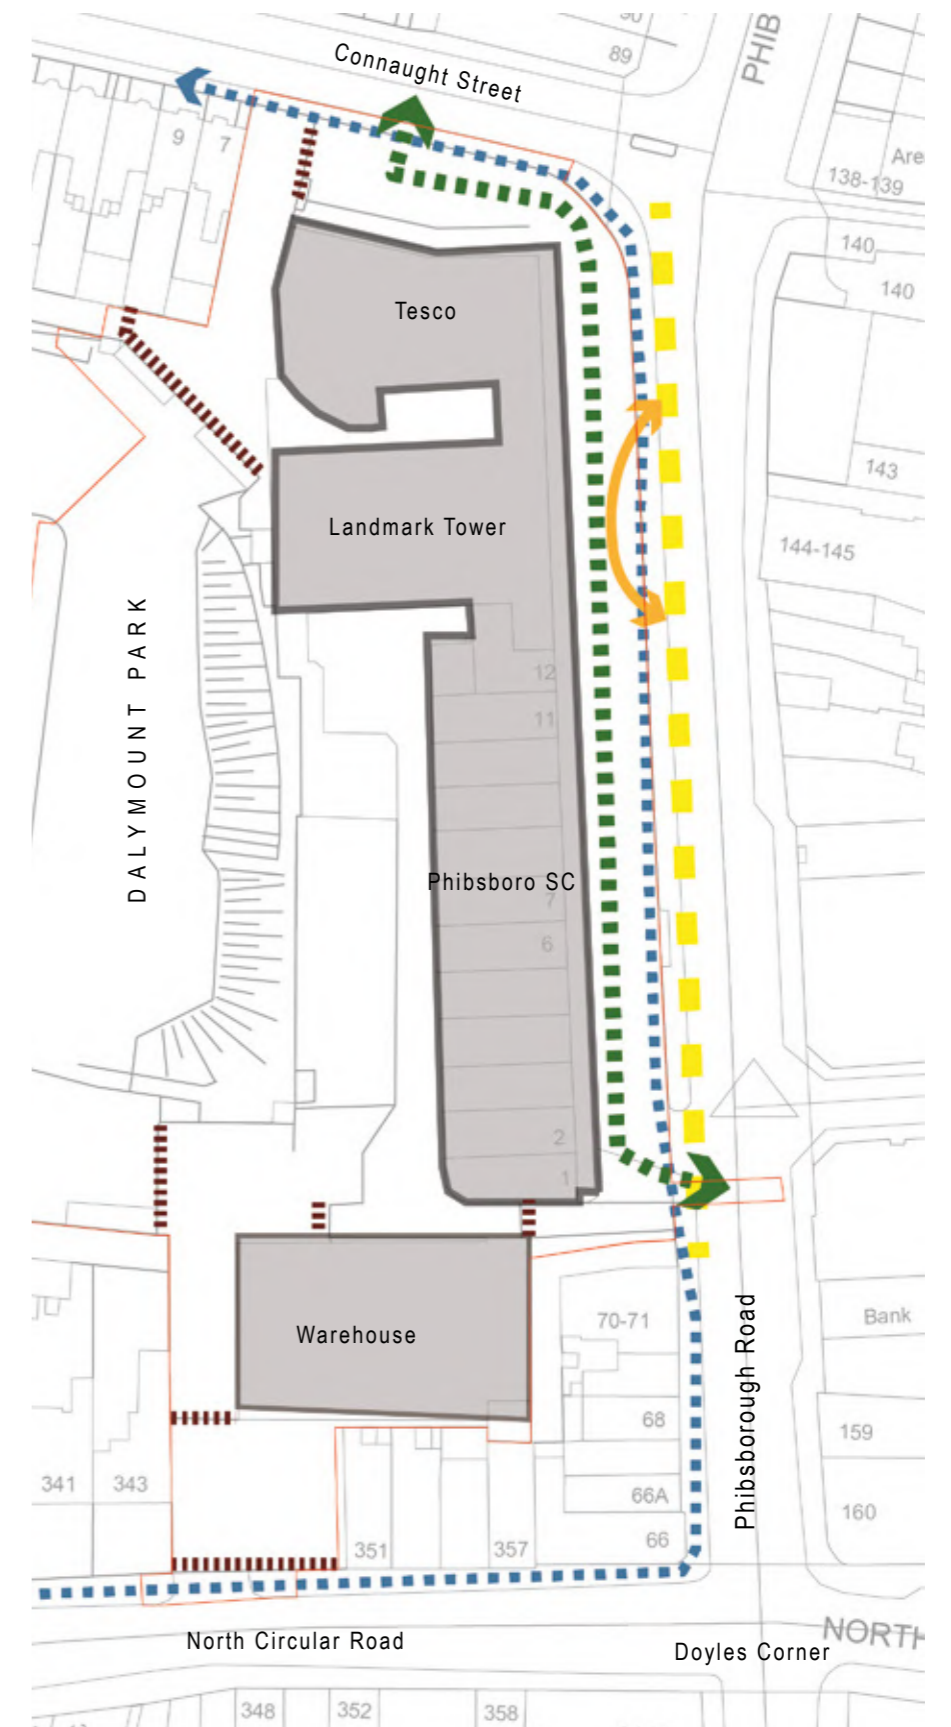 90
89
PHIB
Connaught Street
9
7
Are
138-139
140
140
Tesco
143
Landmark Tower
144-145
DALYMOUNT PARK
12
11
Phibsboro SC
7
6
2
1
Warehouse
70-71
Bank
Phibsborough Road
68
159
341
343
66A
160
66
351
357
North Circular Road
Doyles Corner
NORTH
348
352
358